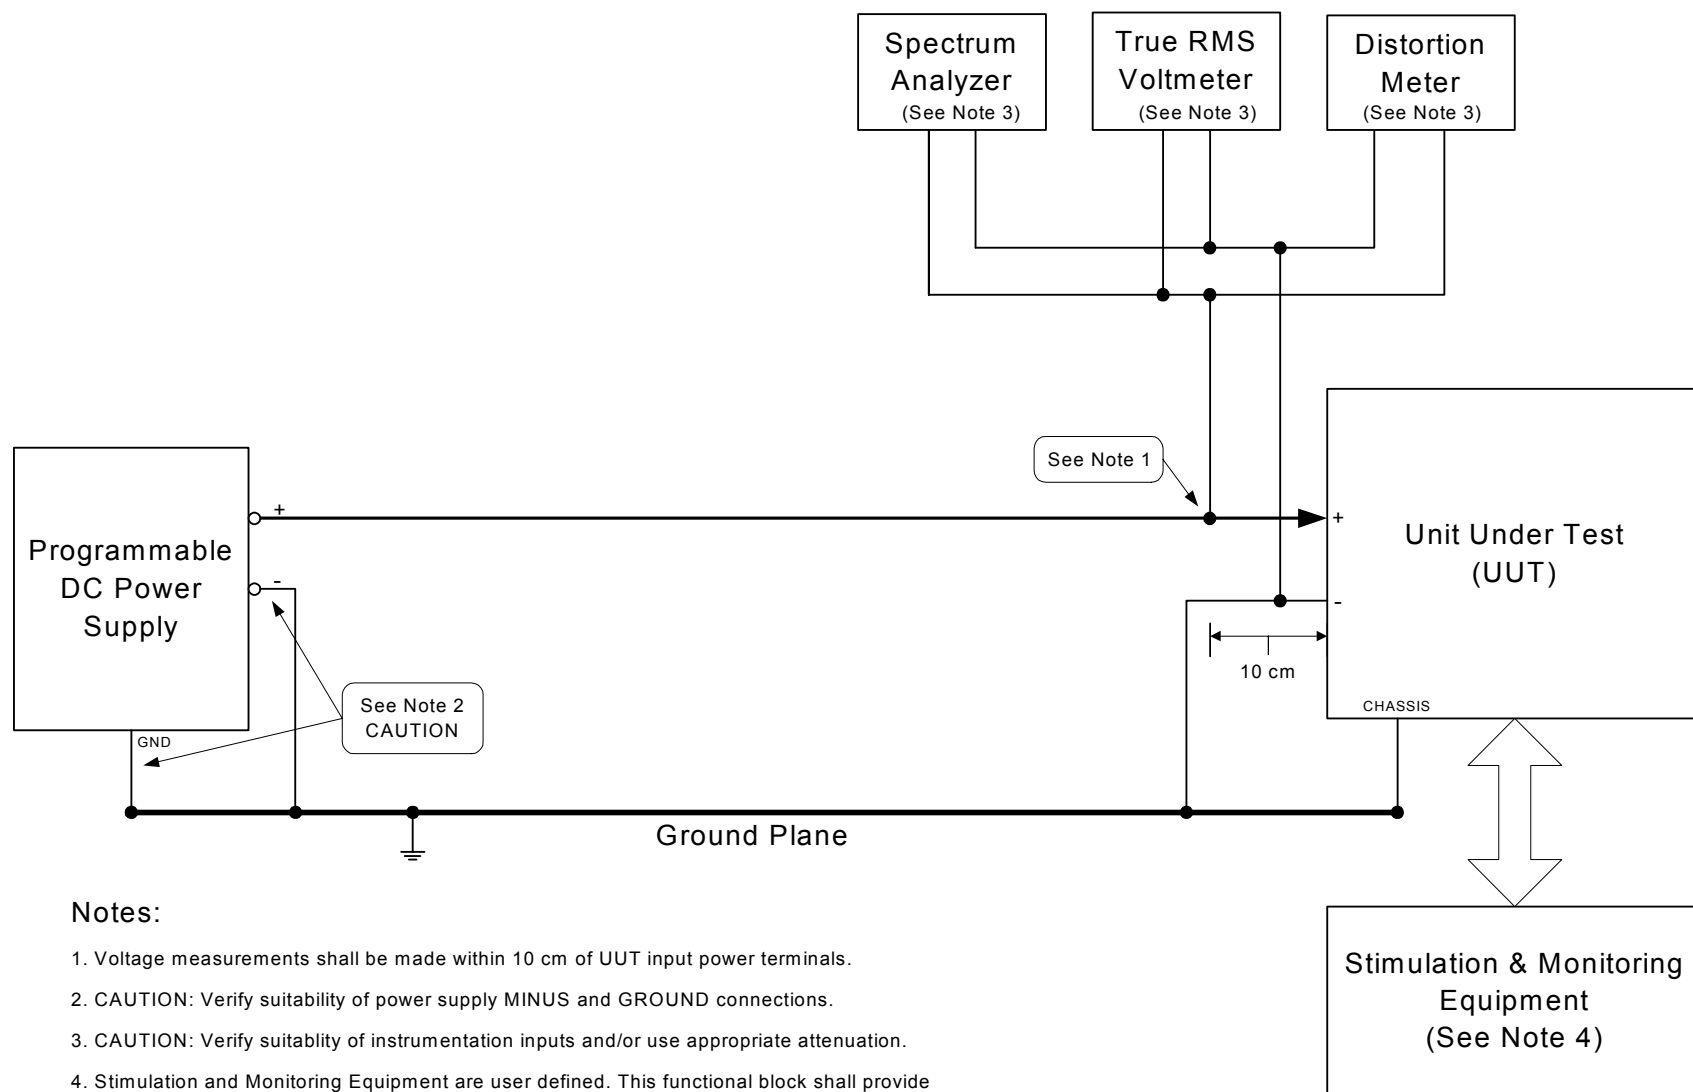 Spectrum
Analyzer
(See Note 3)
True RMS
Voltmeter
(See Note 3)
Distortion
Meter
(See Note 3)
See Note 1
Programmable
DC Power
Supply
+
-
GND
See Note 2
CAUTION
+
-
Unit Under Test
(UUT)
10 cm
CHASSIS
Ground Plane
Stimulation & Monitoring
Equipment
(See Note 4)
Notes:
1. Voltage measurements shall be made within 10 cm of UUT input power terminals.
2. CAUTION: Verify suitability of power supply MINUS and GROUND connections.
3. CAUTION: Verify suitablity of instrumentation inputs and/or use appropriate attenuation.
4. Stimulation and Monitoring Equipment are user defined. This functional block shall provide